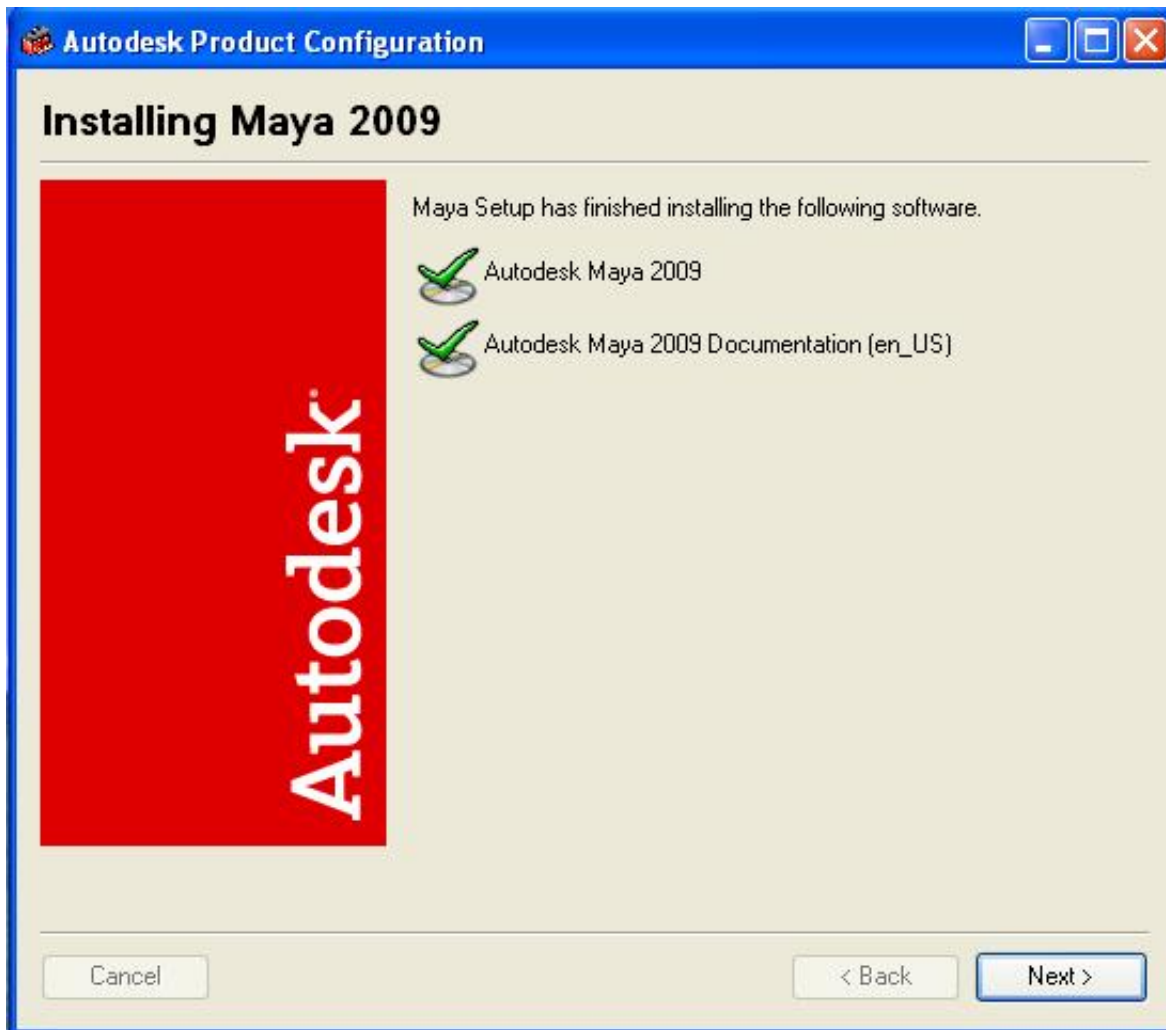 Autodesk Product Configuration
Installing Maya 2009
Maya Setup has finished installing the following software.
Autodesk Maya 2009
Autodesk Maya 2009 Documentation (en_US)
Autodesk
Cancel
< Back
Next >